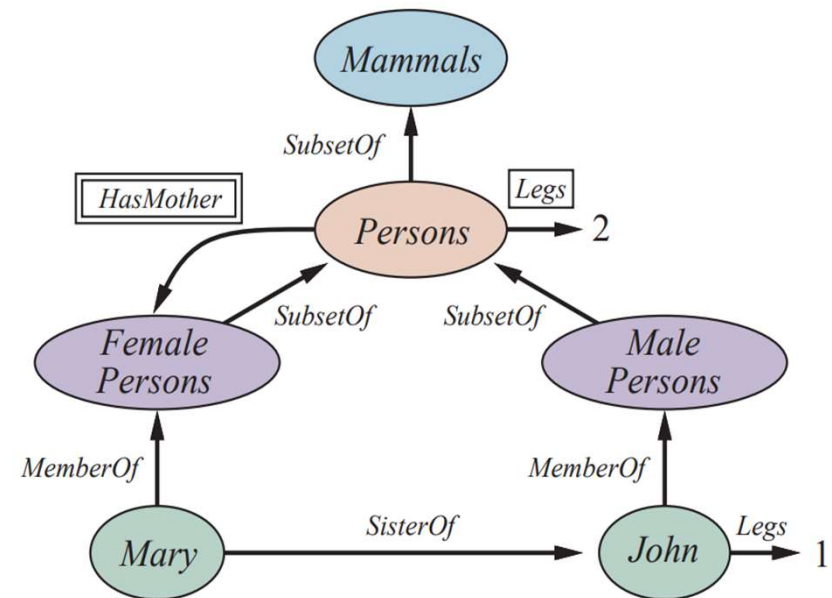 Mammals
SubsetOf
HasMother
Legs
Persons
2
SubsetOf
SubsetOf
Female
Persons
Male
Persons
MemberOf
MemberOf
SisterOf
Legs
Mary
John
1